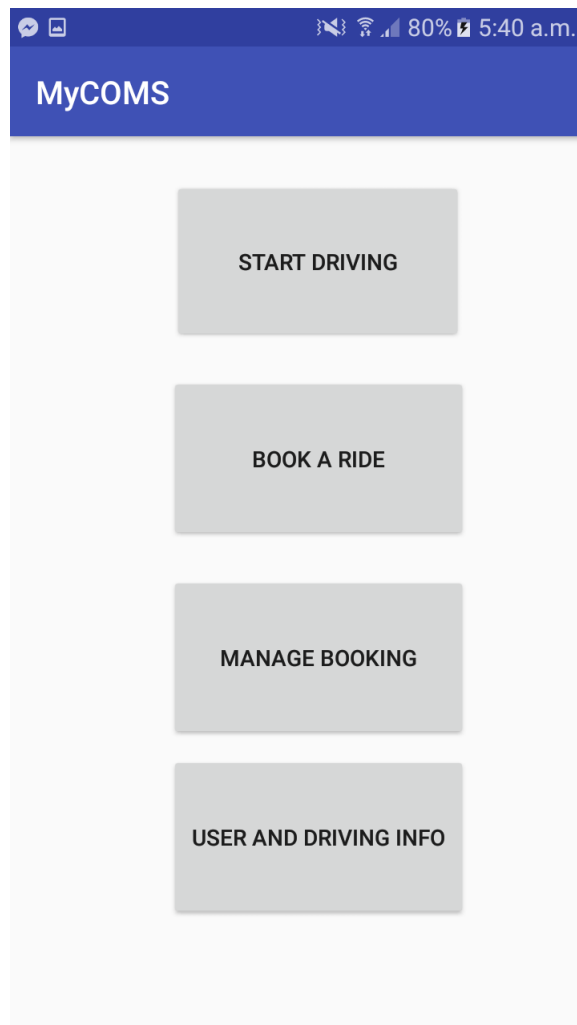 80% 5:40 a.m.
MyCOMS
START DRIVING
BOOK A RIDE
MANAGE BOOKING
USER AND DRIVING INFO